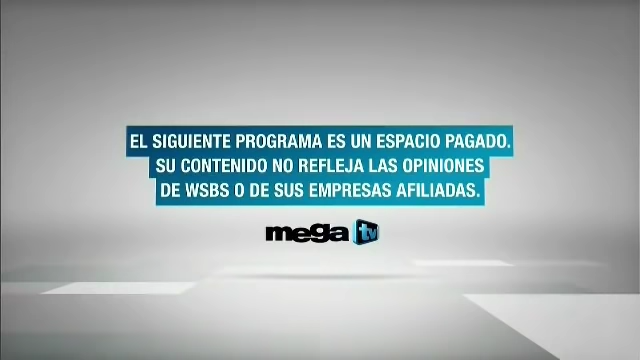 EL SIGUIENTE PROGRAMA ES UN ESPACIO PAGADO.
SU CONTENIDO NO REFLEJA LAS OPINIONES
DE WSBS O DE SUS EMPRESAS AFILIADAS.
mega tv